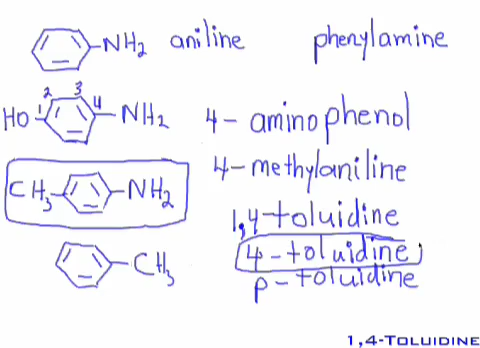 NH2 aniline phenylamine
2 3
HO 1 4 NH2 4- aminophenol
4-methylaniline
CH3 NH2
1,4-toluidine
4-toluidine
CH3
p-toluidine
1,4-TOLUIDINE